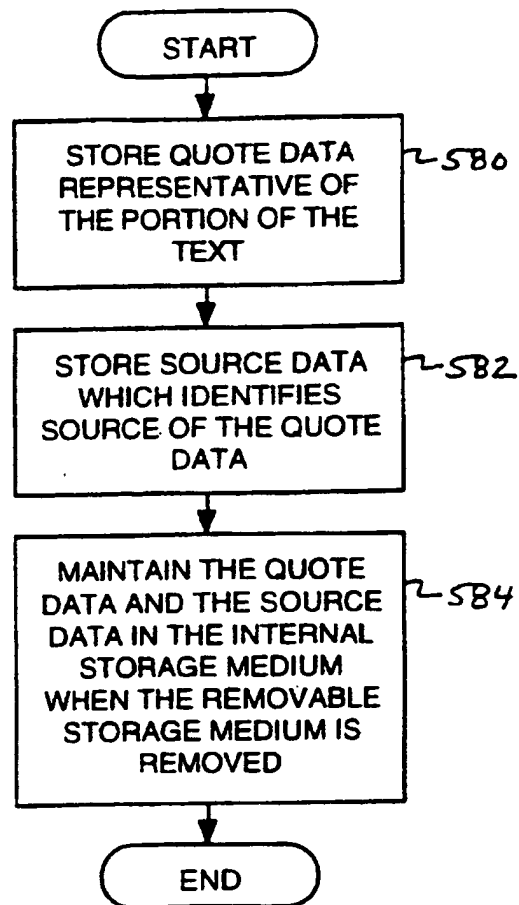 START
STORE QUOTE DATA
REPRESENTATIVE OF
THE PORTION OF THE
TEXT
580
STORE SOURCE DATA
WHICH IDENTIFIES
SOURCE OF THE QUOTE
DATA
582
MAINTAIN THE QUOTE
DATA AND THE SOURCE
DATA IN THE INTERNAL
STORAGE MEDIUM
WHEN THE REMOVABLE
STORAGE MEDIUM IS
REMOVED
584
END